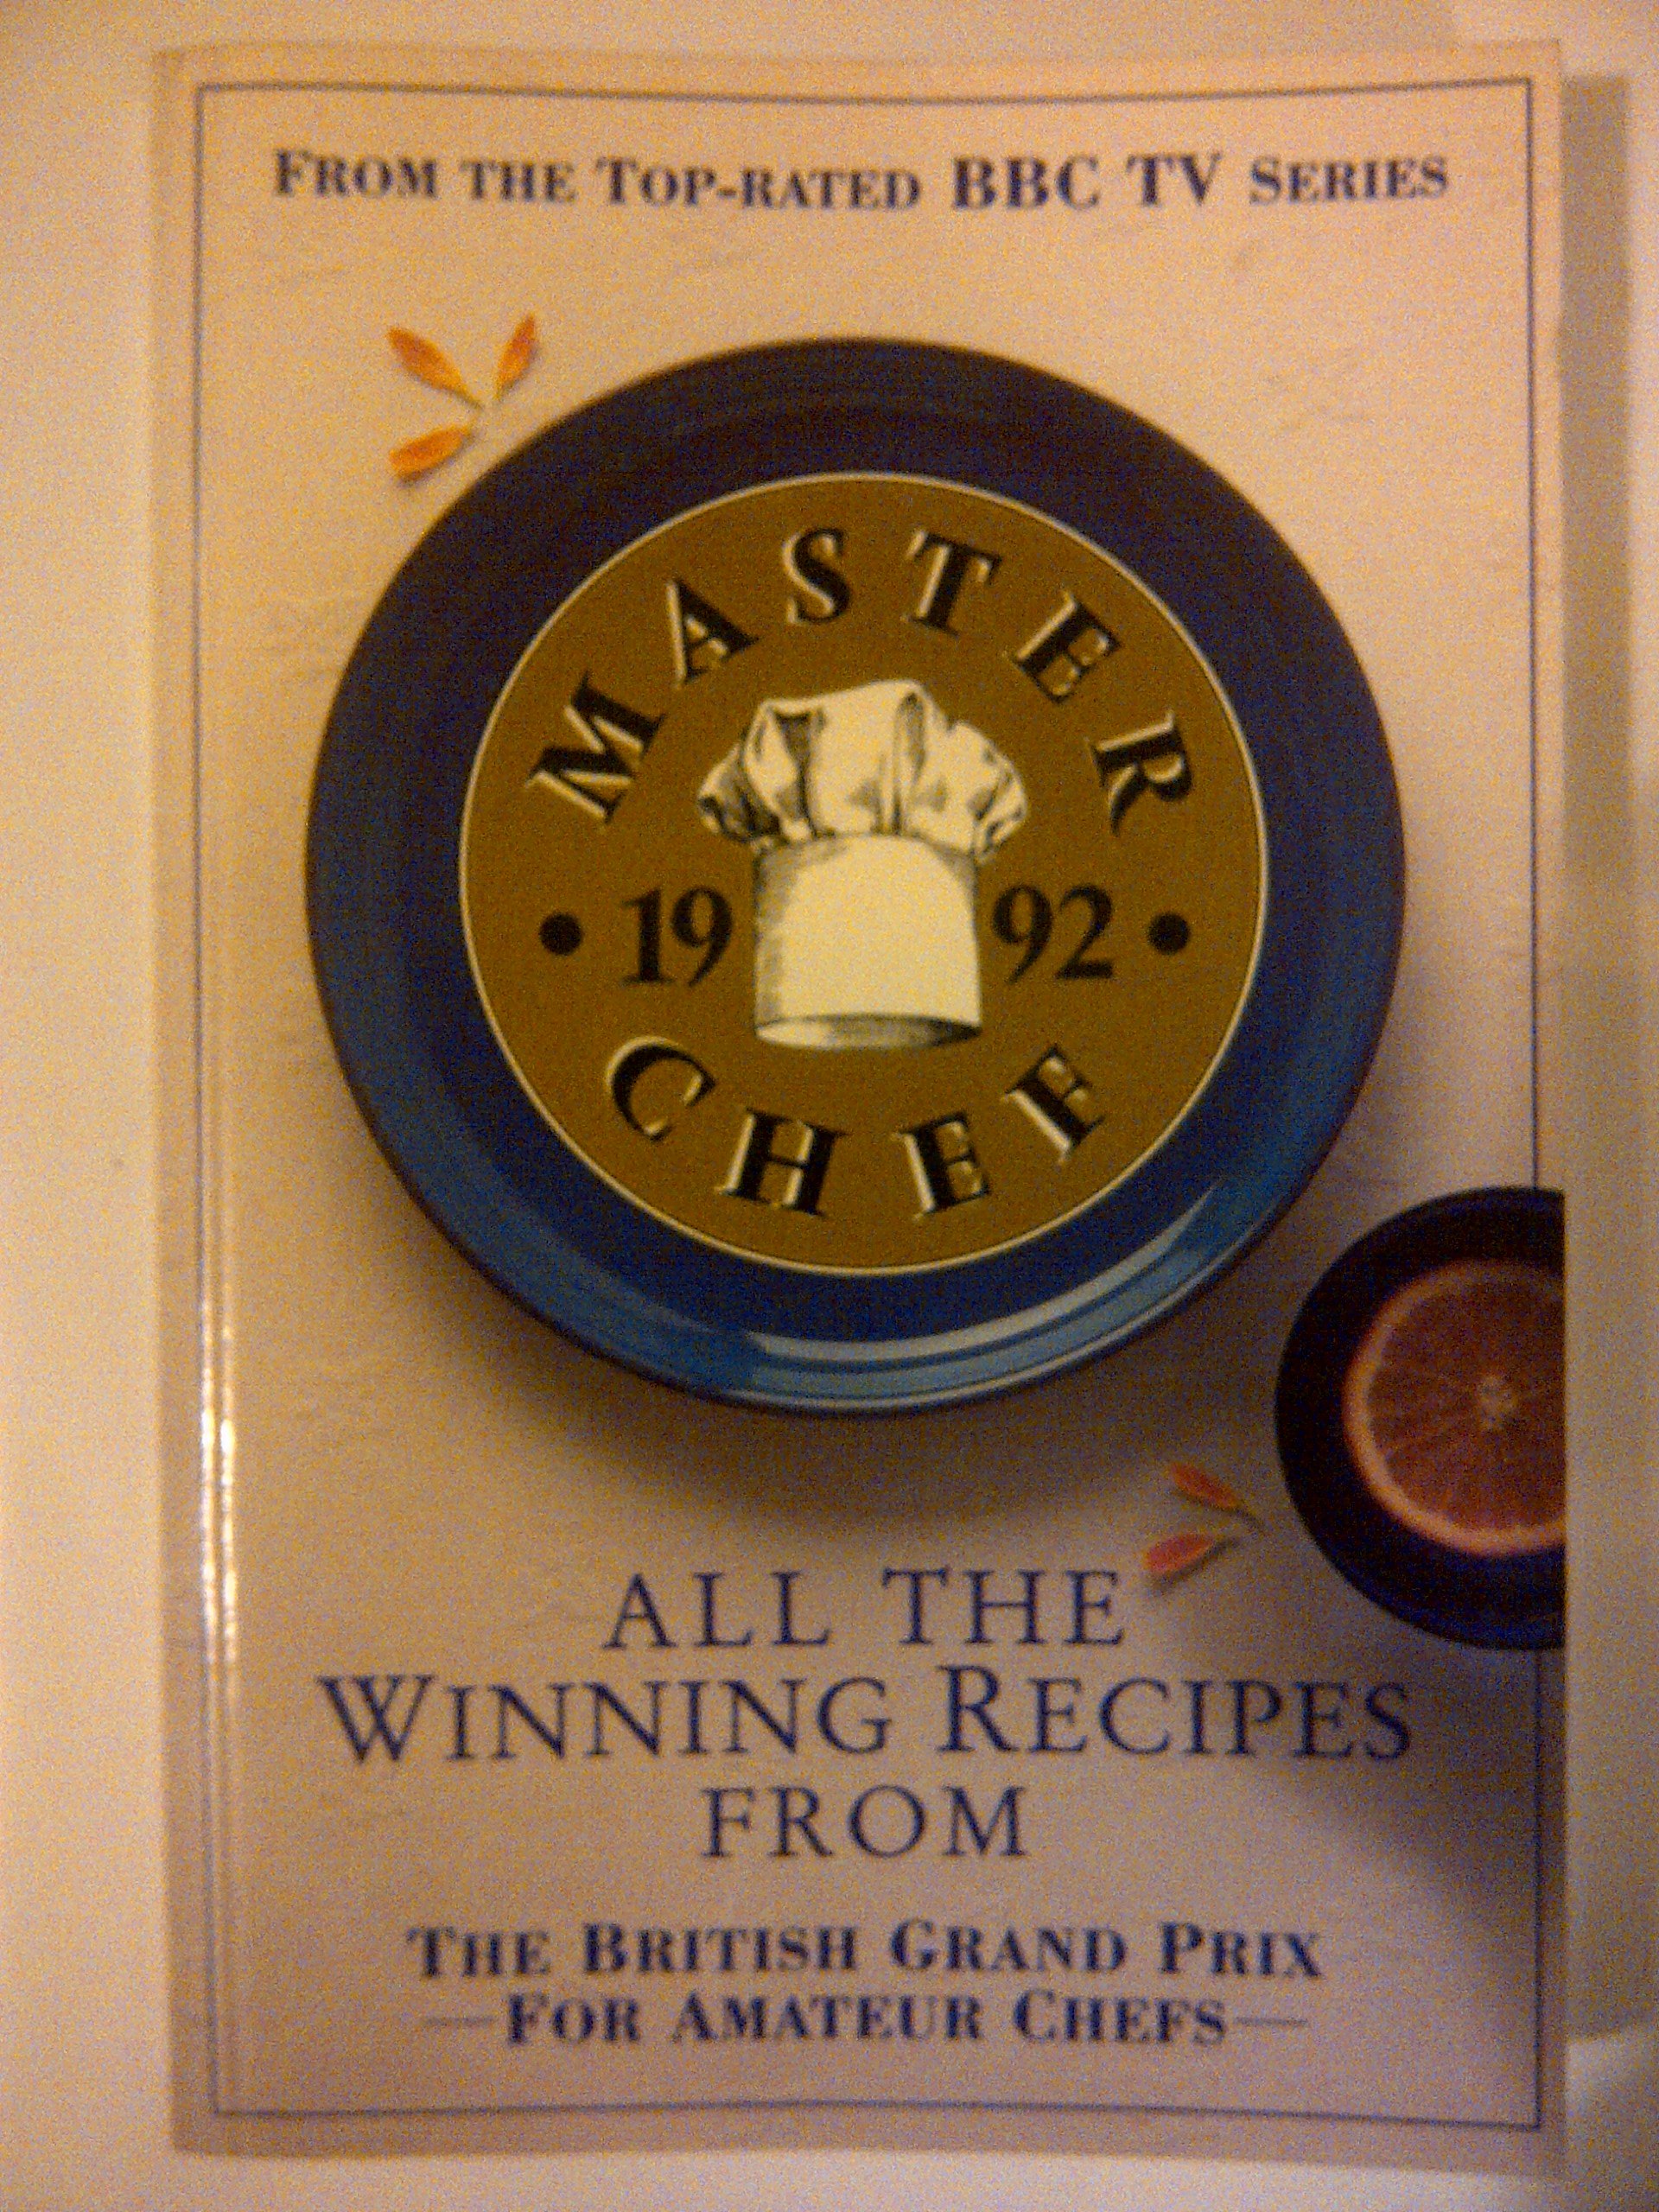 FROM THE TOP-RATED BBC TV SERIES
MASTER
• 19 92 •
CHEF
ALL THE
WINNING RECIPES
FROM
THE BRITISH GRAND PRIX
—FOR AMATEUR CHEFS—